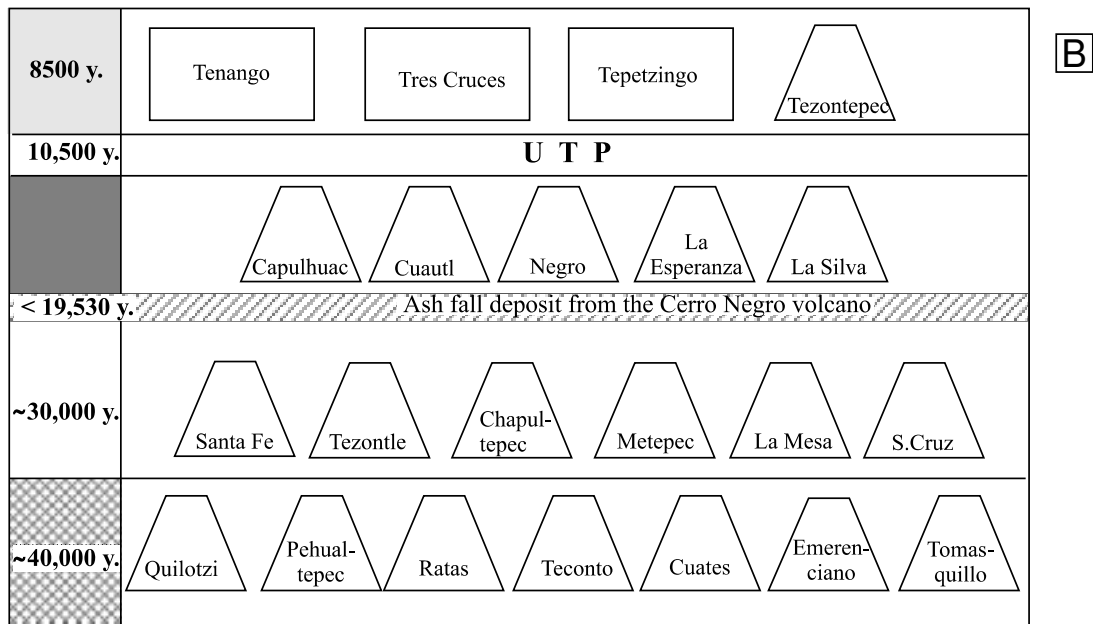 B
8500 y.
Tenango
Tres Cruces
Tepetzingo
Tezontepec
10,500 y.
U T P
Capulhuac
Cuautl
Negro
La
Esperanza
La Silva
< 19,530 y.
Ash fall deposit from the Cerro Negro volcano
~30,000 y.
Santa Fe
Tezontle
Chapul-
tepec
Metepec
La Mesa
S.Cruz
~40,000 y.
Quilotzi
Pehual-
tepec
Ratas
Teconto
Cuates
Emeren-
ciano
Tomas-
quillo